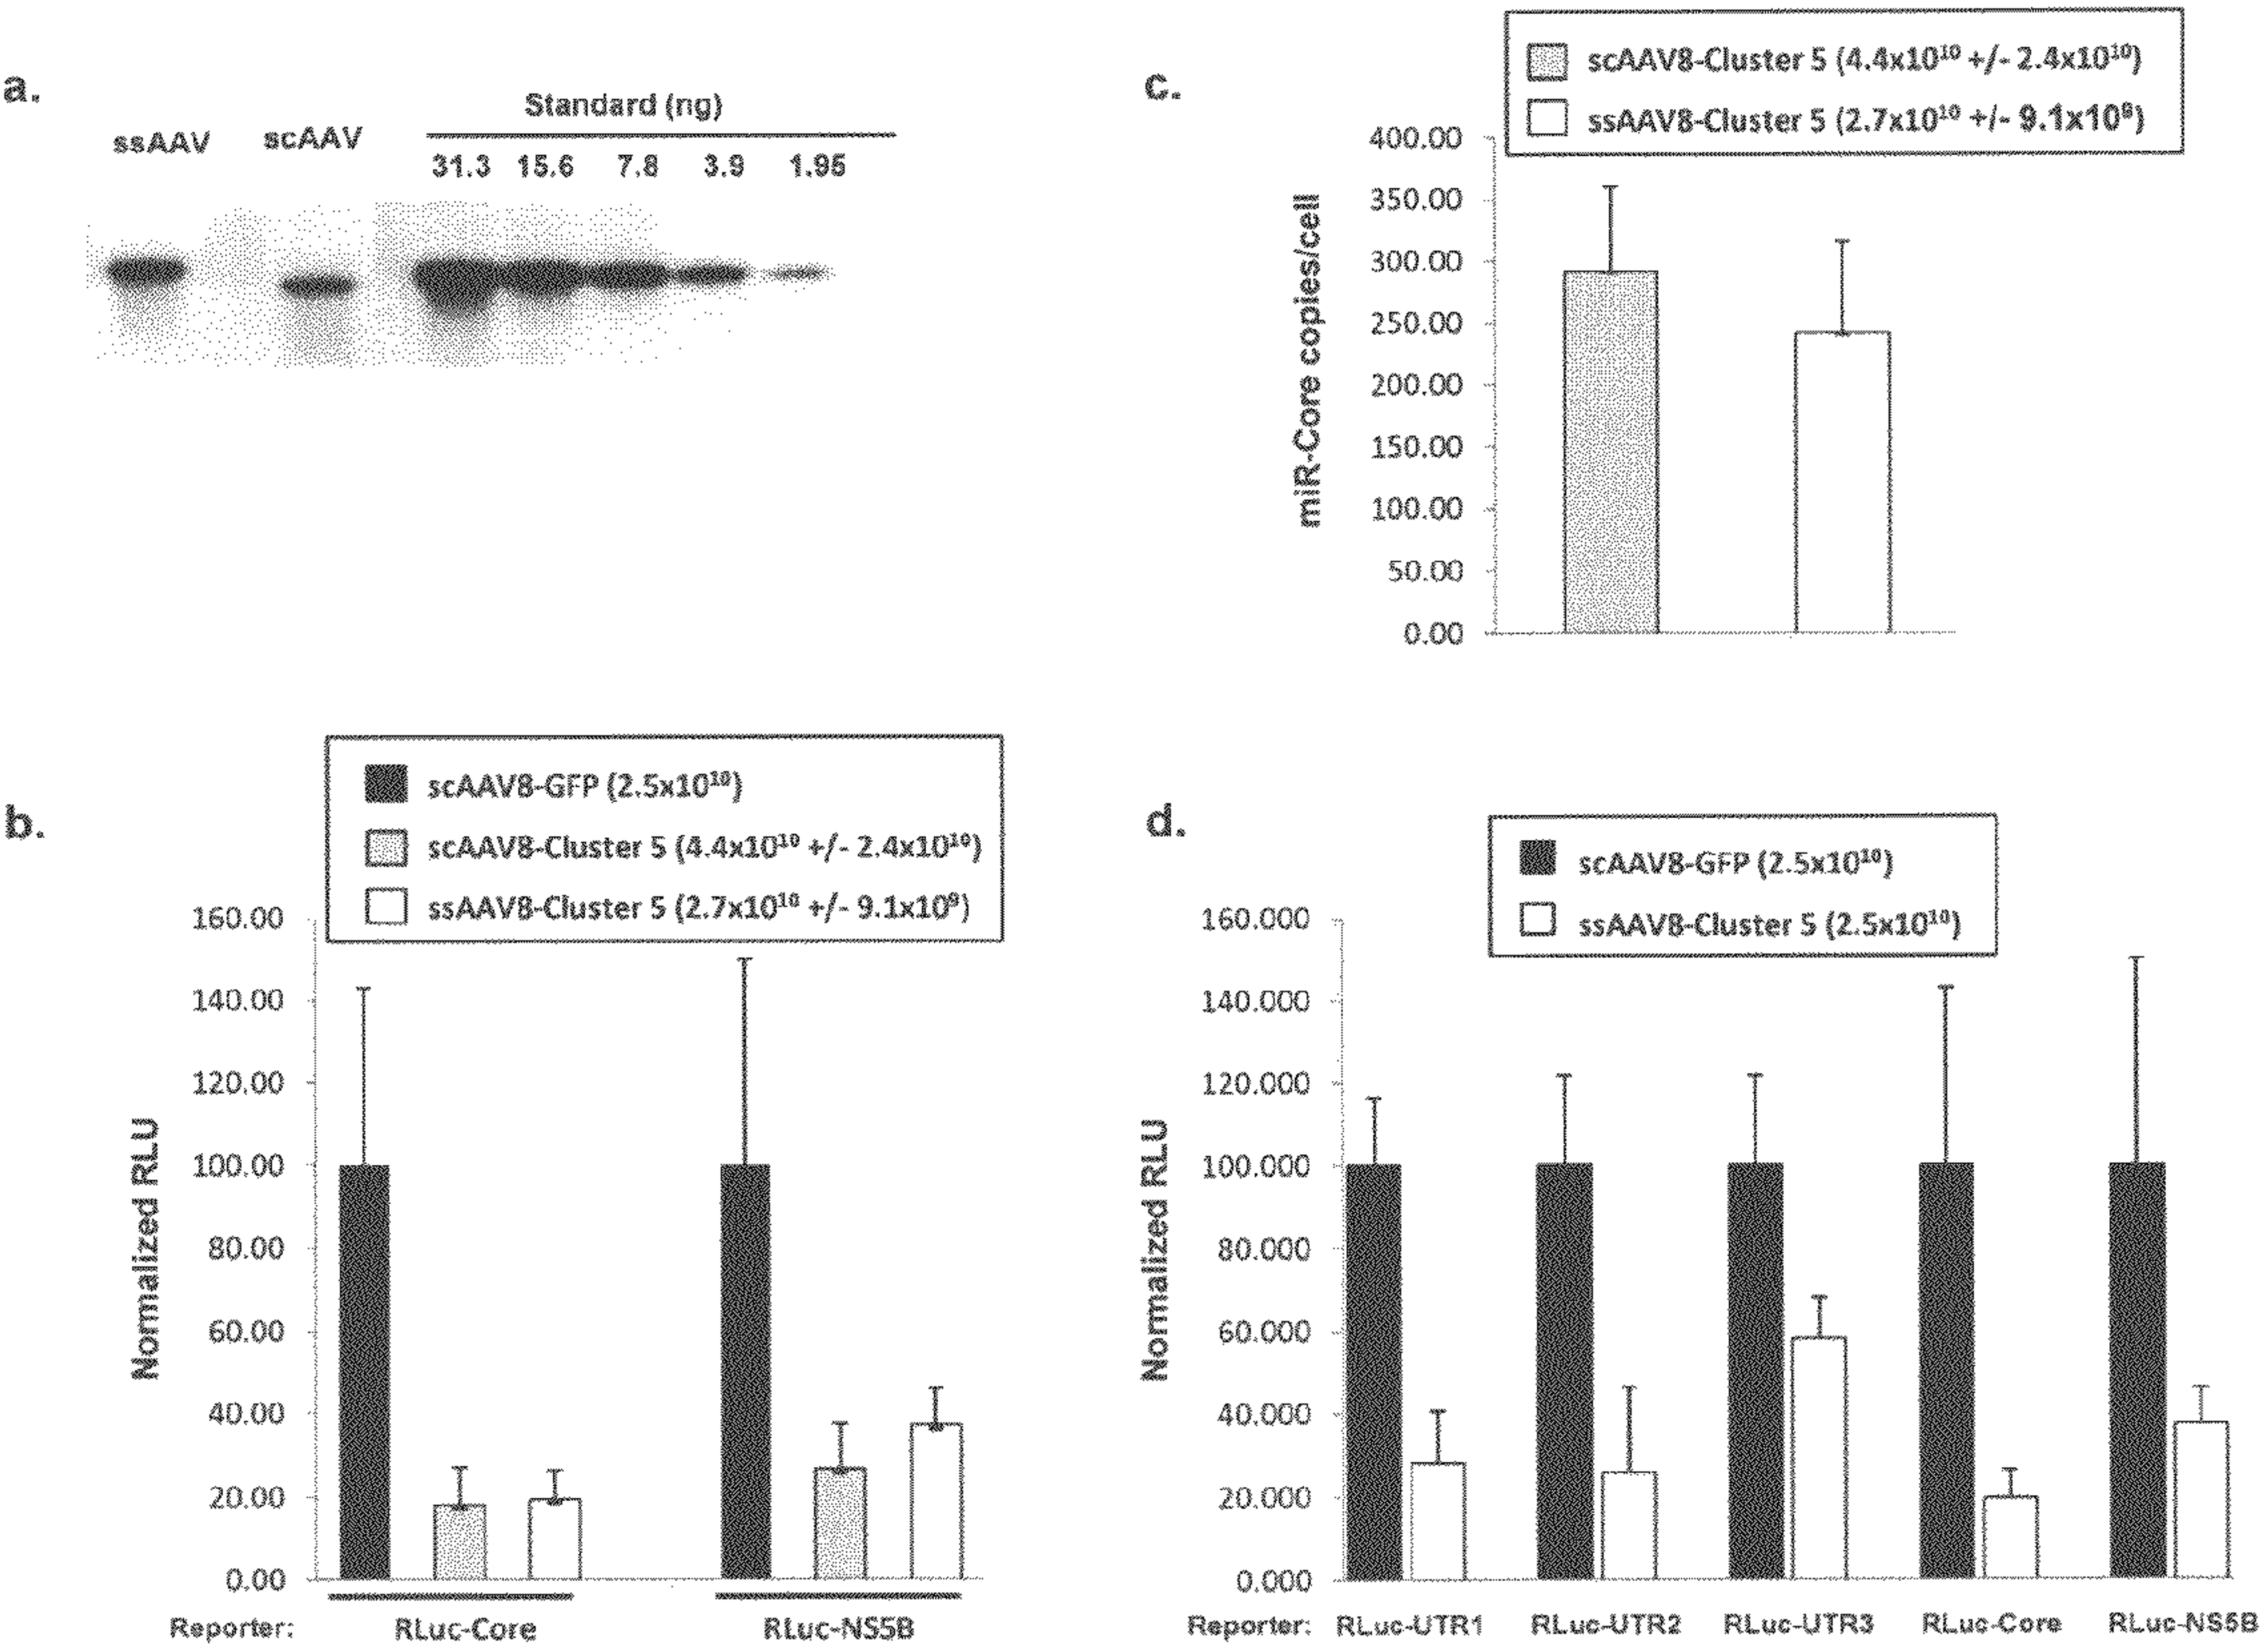 a.
Standard (ng)
ssAAV scAAV
31.3 15.6 7.8 3.9 1.95
c.
scAAV8-Cluster 5 (4.4x10¹⁰ +/- 2.4x10¹⁰)
ssAAV8-Cluster 5 (2.7x10¹⁰ +/- 9.1x10⁹)
miR-Core copies/cell
400.00
350.00
300.00
250.00
200.00
150.00
100.00
50.00
0.00
b.
scAAV8-GFP (2.5x10¹⁰)
scAAV8-Cluster 5 (4.4x10¹⁰ +/- 2.4x10¹⁰)
ssAAV8-Cluster 5 (2.7x10¹⁰ +/- 9.1x10⁹)
Normalized RLU
160.00
140.00
120.00
100.00
80.00
60.00
40.00
20.00
0.00
Reporter: RLuc-Core RLuc-NS5B
d.
scAAV8-GFP (2.5x10¹⁰)
ssAAV8-Cluster 5 (2.5x10¹⁰)
Normalized RLU
160.000
140.000
120.000
100.000
80.000
60.000
40.000
20.000
0.000
Reporter: RLuc-UTR1 RLuc-UTR2 RLuc-UTR3 RLuc-Core RLuc-NS5B